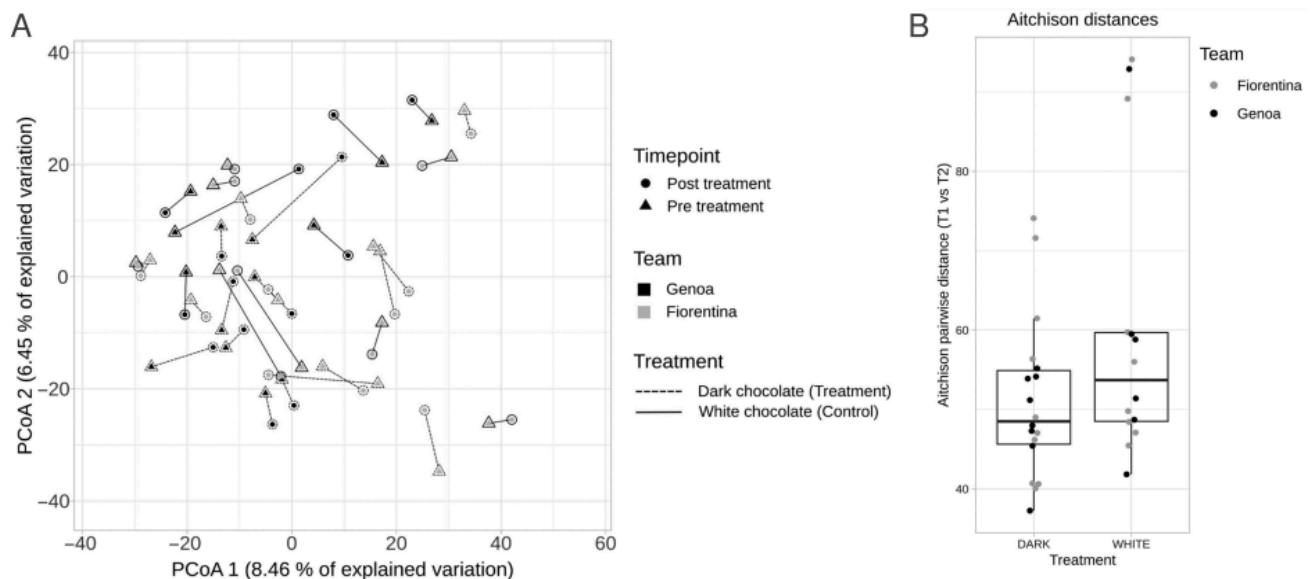 A
PCoA 2 (6.45 % of explained variation)
40
20
0
−20
−40
−40
−20
0
20
40
60
PCoA 1 (8.46 % of explained variation)
Timepoint
Post treatment
Pre treatment
Team
Genoa
Fiorentina
Treatment
Dark chocolate (Treatment)
White chocolate (Control)
B
Aitchison distances
Aitchison pairwise distance (T1 vs T2)
80
60
40
DARK
WHITE
Treatment
Team
Fiorentina
Genoa